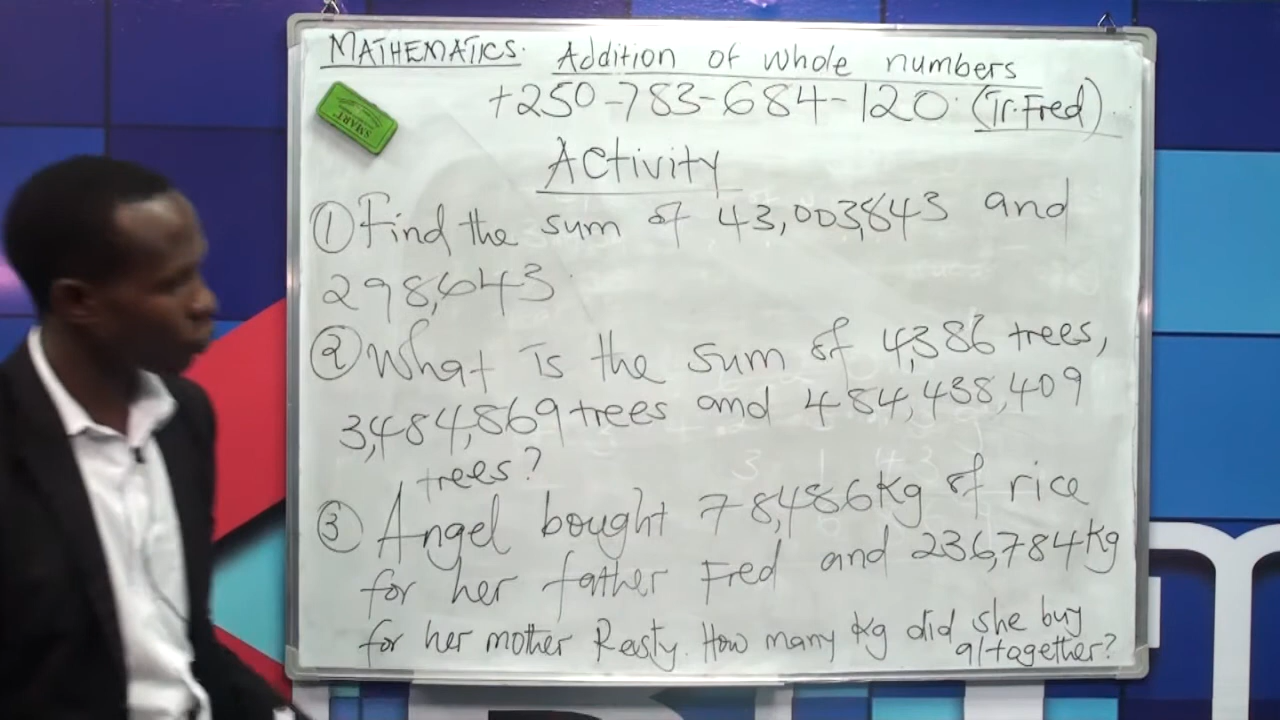 MATHEMATICS. Addition of whole numbers
+250-783-684-120. (Tr. Fred).
SMART
Activity
① Find the sum of 43,003,843 and
298,643.
② What is the sum of 4,386 trees,
3,484,869 trees and 484,438,409
trees?
③ Angel bought 78,486Kg of rice
for her father Fred and 236,784Kg
for her mother Resty. How many Kg did she buy
altogether?